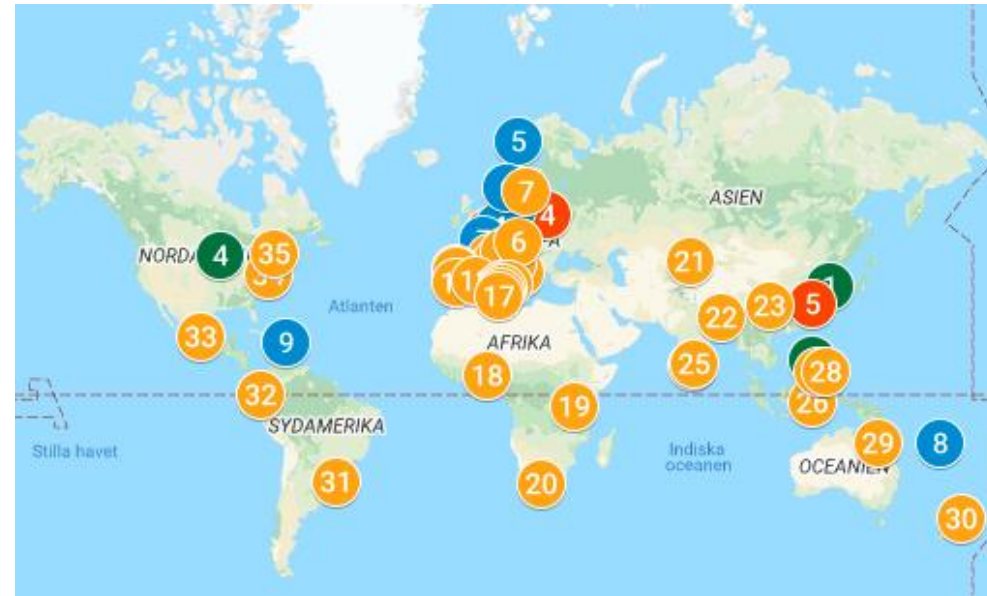 5
7
4
ASIEN
6
NORDA
4
35
21
1
5
23
22
Atlanten
17
33
9
AFRIKA
25
28
18
32
26
19
SYDAMERIKA
Stilla havet
Indiska
oceanen
29
8
OCEANIEN
31
20
30